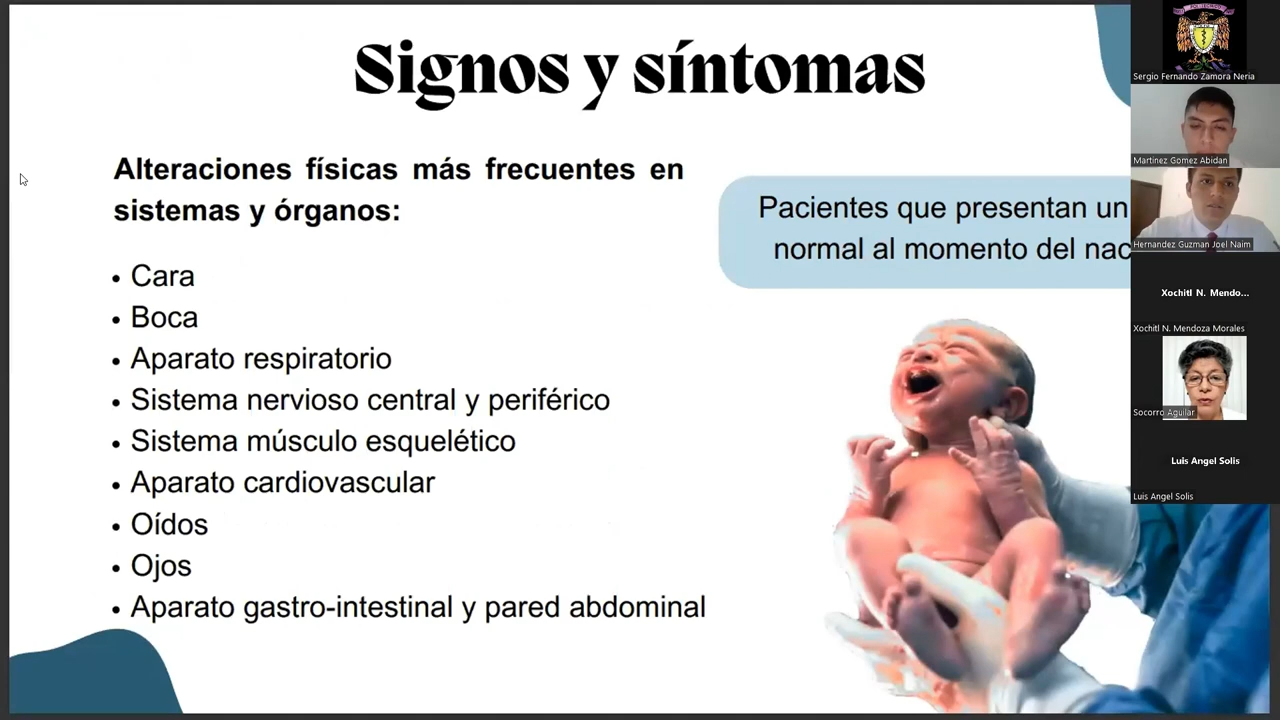 Signos y síntomas
Alteraciones físicas más frecuentes en
sistemas y órganos:
• Cara
• Boca
• Aparato respiratorio
• Sistema nervioso central y periférico
• Sistema músculo esquelético
• Aparato cardiovascular
• Oídos
• Ojos
• Aparato gastro-intestinal y pared abdominal
Pacientes que presentan un
normal al momento del nac
Sergio Fernando Zamora Neria
Martinez Gomez Abidan
Hernandez Guzman Joel Naim
Xochitl N. Mendo...
Xochitl N. Mendoza Morales
Socorro Aguilar
Luis Angel Solis
Luis Angel Solis